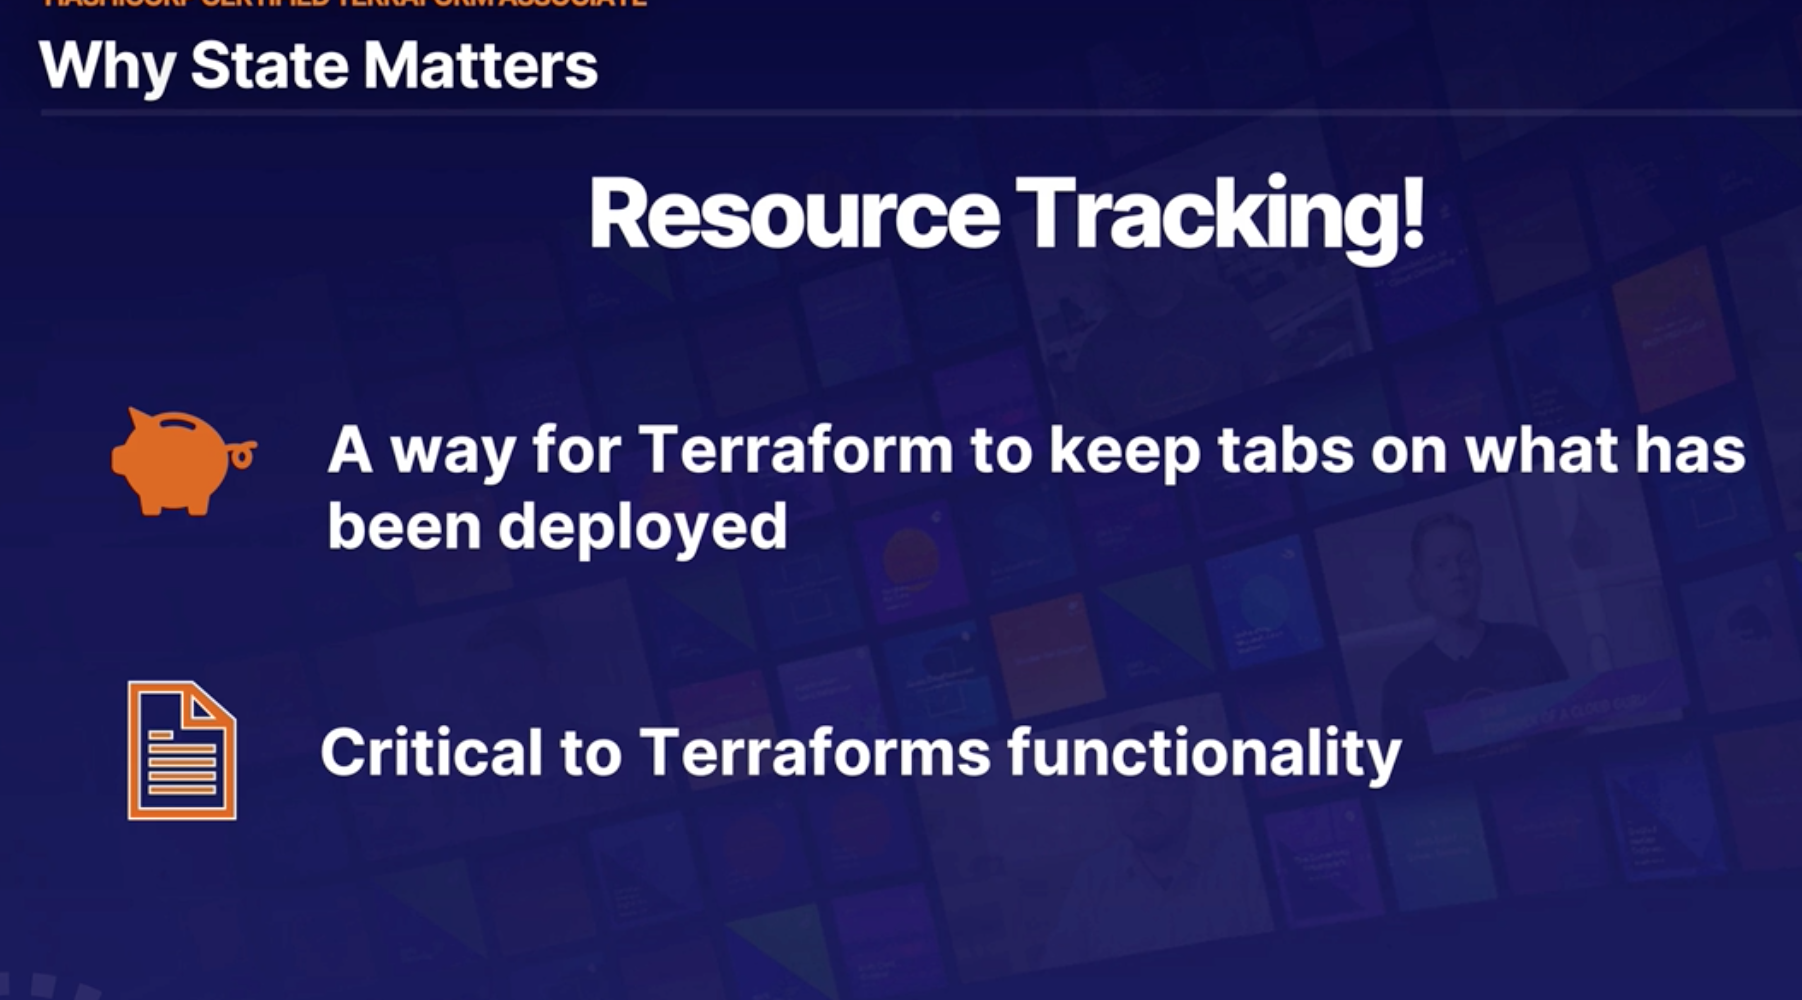 HASHICORP CERTIFIED TERRAFORM ASSOCIATE
Why State Matters
Resource Tracking!
A way for Terraform to keep tabs on what has
been deployed
Critical to Terraforms functionality